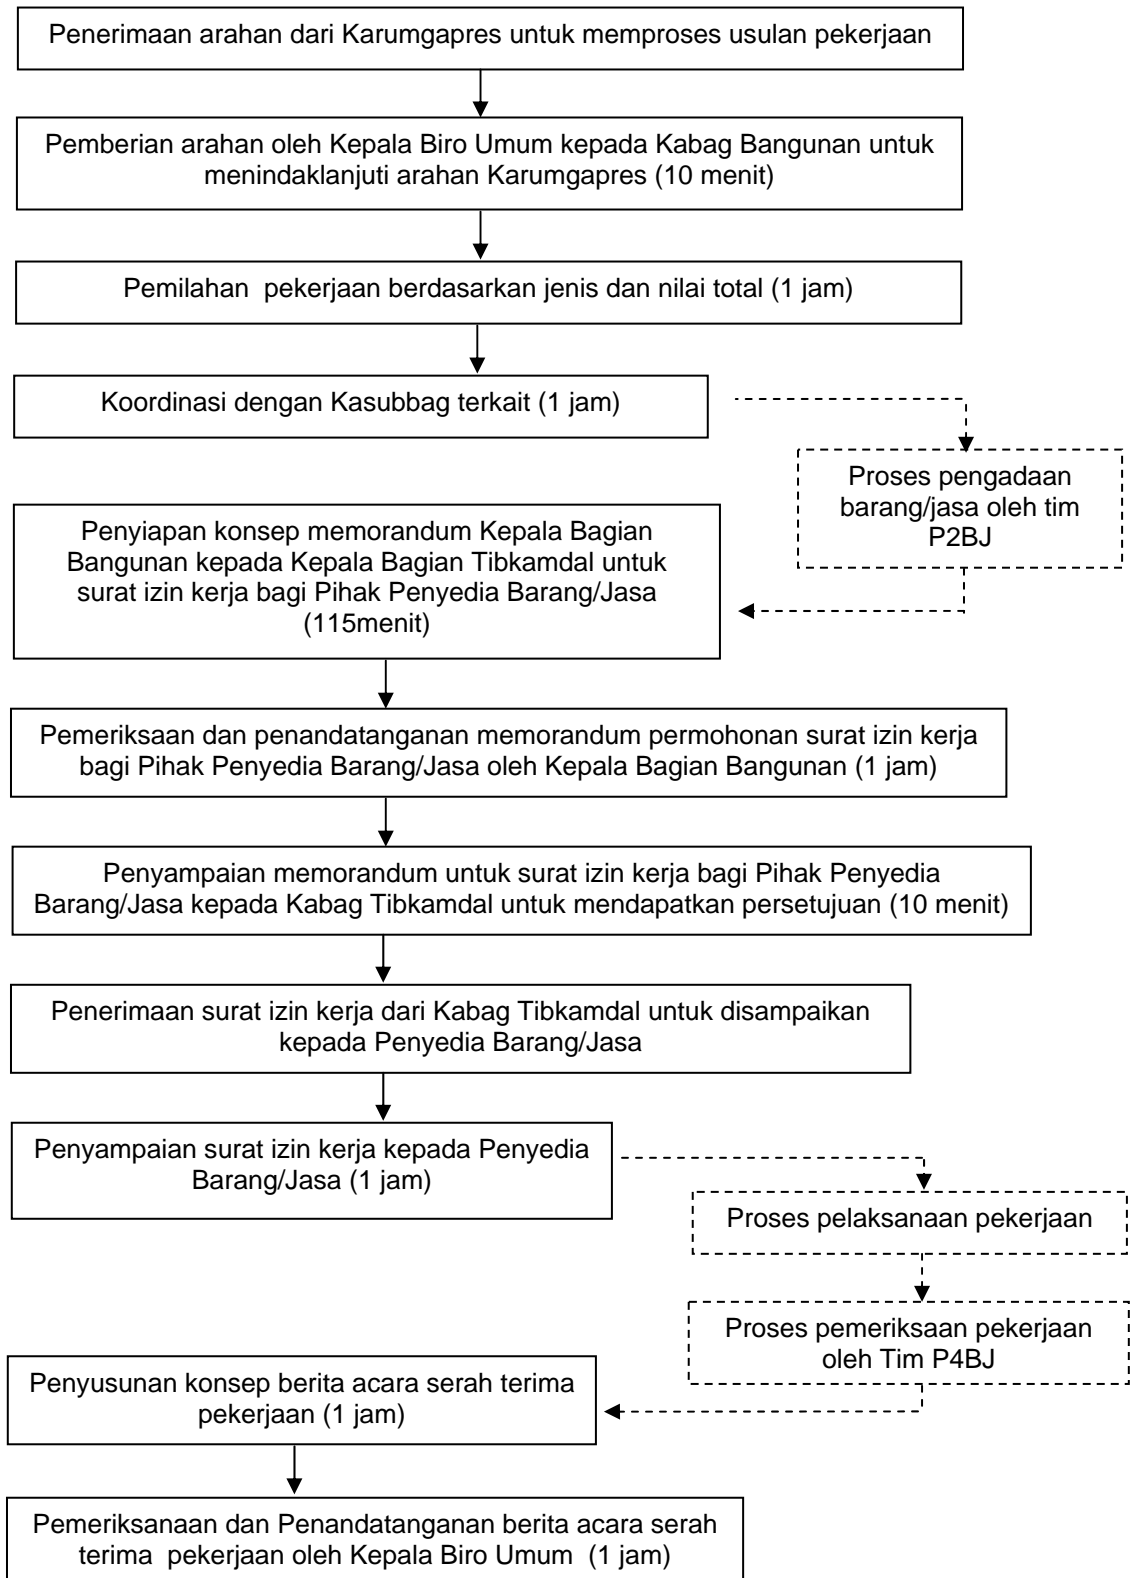 Penerimaan arahan dari Karumgapres untuk memproses usulan pekerjaan
Pemberian arahan oleh Kepala Biro Umum kepada Kabag Bangunan untuk
menindaklanjuti arahan Karumgapres (10 menit)
Pemilahan pekerjaan berdasarkan jenis dan nilai total (1 jam)
Koordinasi dengan Kasubbag terkait (1 jam)
Proses pengadaan
barang/jasa oleh tim
P2BJ
Penyiapan konsep memorandum Kepala Bagian
Bangunan kepada Kepala Bagian Tibkamdal untuk
surat izin kerja bagi Pihak Penyedia Barang/Jasa
(115menit)
Pemeriksaan dan penandatanganan memorandum permohonan surat izin kerja
bagi Pihak Penyedia Barang/Jasa oleh Kepala Bagian Bangunan (1 jam)
Penyampaian memorandum untuk surat izin kerja bagi Pihak Penyedia
Barang/Jasa kepada Kabag Tibkamdal untuk mendapatkan persetujuan (10 menit)
Penerimaan surat izin kerja dari Kabag Tibkamdal untuk disampaikan
kepada Penyedia Barang/Jasa
Penyampaian surat izin kerja kepada Penyedia
Barang/Jasa (1 jam)
Proses pelaksanaan pekerjaan
Proses pemeriksaan pekerjaan
oleh Tim P4BJ
Penyusunan konsep berita acara serah terima
pekerjaan (1 jam)
Pemeriksanaan dan Penandatanganan berita acara serah
terima pekerjaan oleh Kepala Biro Umum (1 jam)